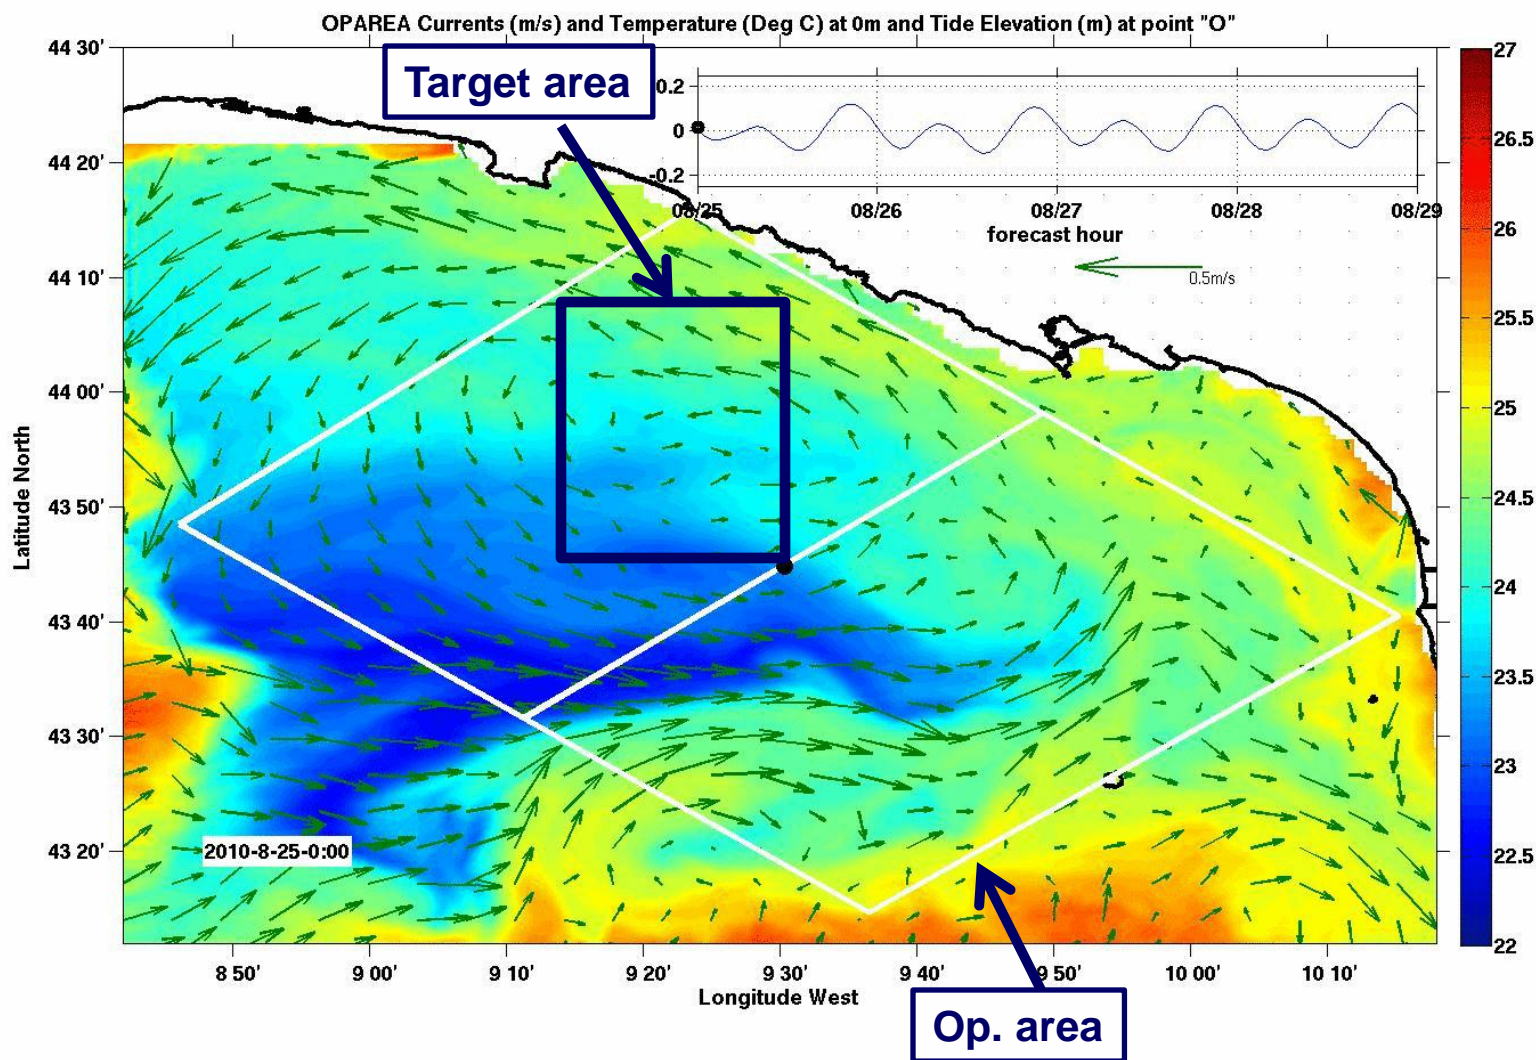 OPAREA Currents (m/s) and Temperature (Deg C) at 0m and Tide Elevation (m) at point "O"
44 30'
44 20'
44 10'
44 00'
43 50'
43 40'
43 30'
43 20'
Latitude North
Target area
0.2
0
-0.2
08/25 08/26 08/27 08/28 08/29
forecast hour
0.5m/s
27
26.5
26
25.5
25
24.5
24
23.5
23
22.5
22
2010-8-25-0:00
8 50' 9 00' 9 10' 9 20' 9 30' 9 40' 9 50' 10 00' 10 10'
Longitude West
Op. area